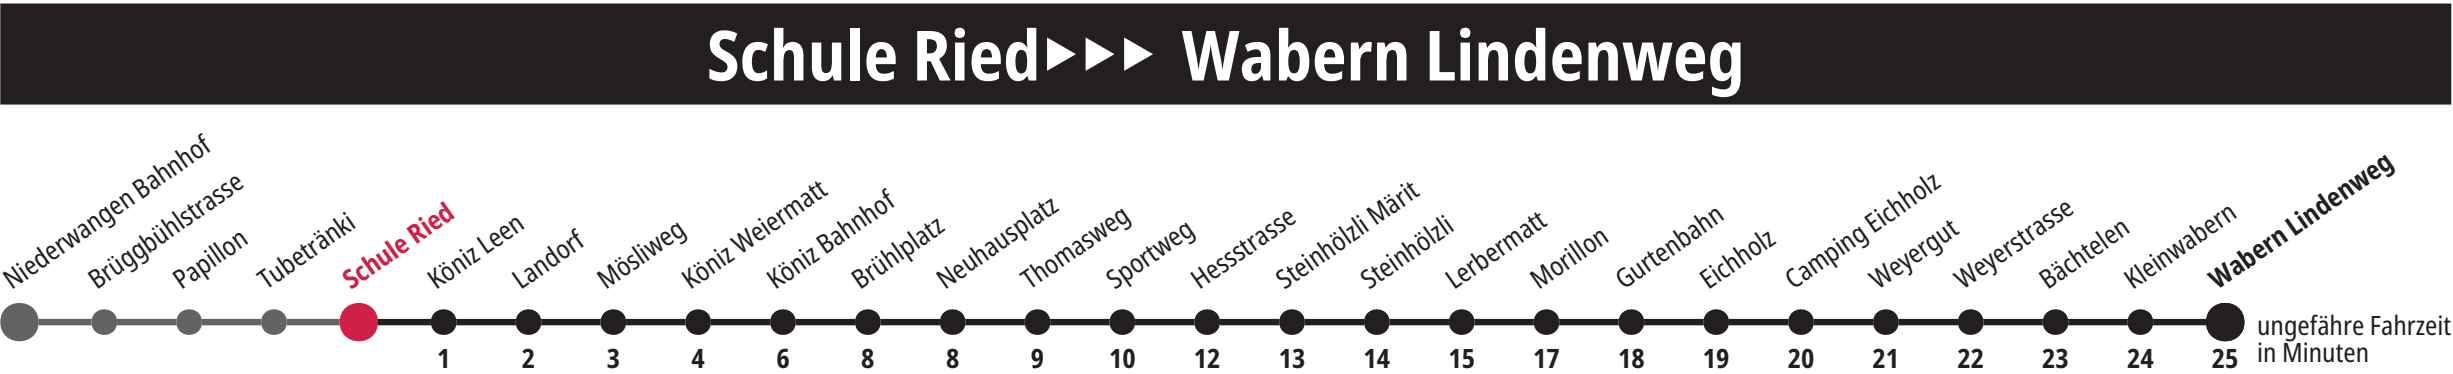 Schule Ried▶▶▶ Wabern Lindenweg
Niederwangen Bahnhof
Brüggbühlstrasse
Papillon
Tubetränki
Schule Ried
Köniz Leen
Landorf
Mösliweg
Köniz Weiermatt
Köniz Bahnhof
Brühlplatz
Neuhausplatz
Thomasweg
Sportweg
Hessstrasse
Steinhölzli Märit
Steinhölzli
Lerbermatt
Morillon
Gurtenbahn
Eichholz
Camping Eichholz
Weyergut
Weyerstrasse
Bächtelen
Kleinwabern
Wabern Lindenweg
1 2 3 4 6 8 8 9 10 12 13 14 15 17 18 19 20 21 22 23 24 25
ungefähre Fahrzeit
in Minuten